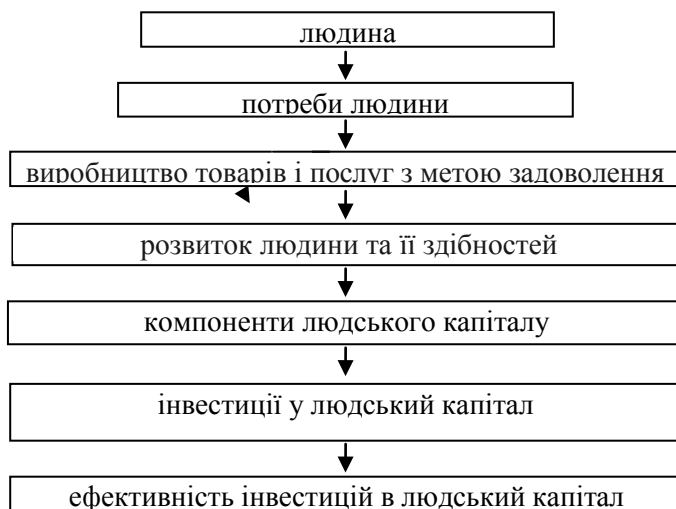 людина
потреби людини
виробництво товарів і послуг з метою задоволення
розвиток людини та її здібностей
компоненти людського капіталу
інвестиції у людський капітал
ефективність інвестицій в людський капітал